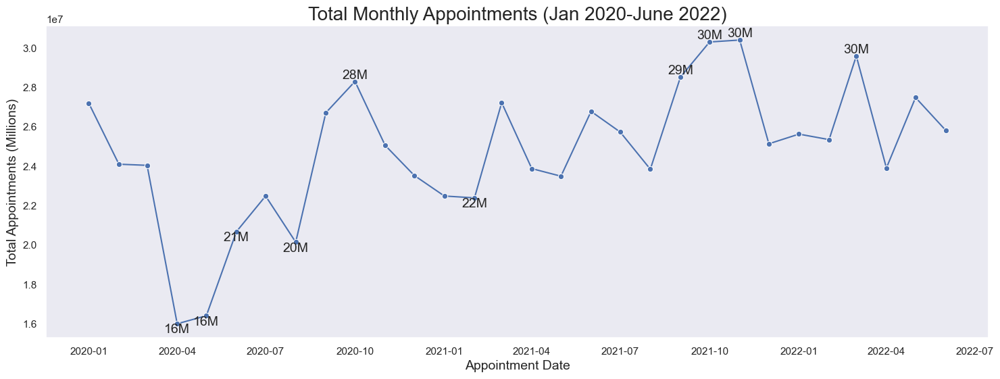 Total Monthly Appointments (Jan 2020-June 2022)
1e7
Total Appointments (Millions)
3.0
2.8
2.6
2.4
2.2
2.0
1.8
1.6
16M
16M
21M
20M
28M
22M
29M
30M
30M
30M
2020-01
2020-04
2020-07
2020-10
2021-01
2021-04
2021-07
2021-10
2022-01
2022-04
2022-07
Appointment Date